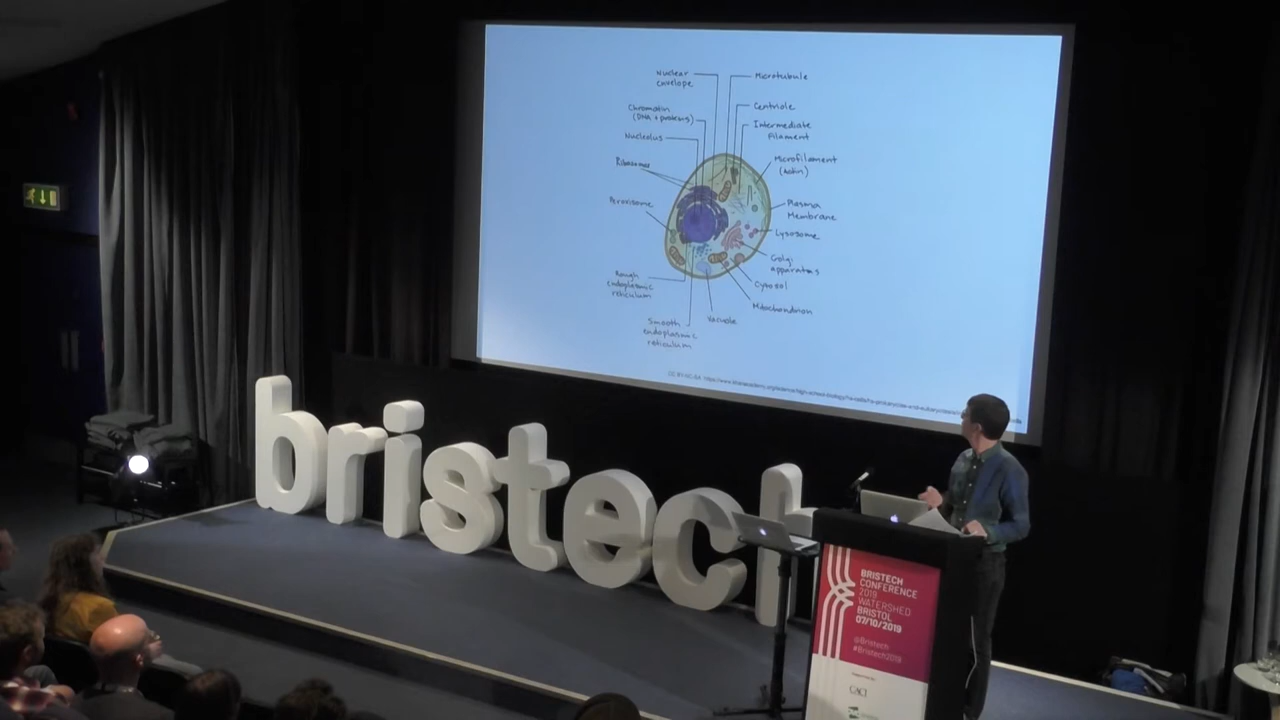 Nuclear
envelope
Microtubule
Chromatin
(DNA + proteins)
Centriole
Intermediate
filament
Nucleolus
Ribosomes
Microfilament
(Actin)
Peroxisome
Plasma
Membrane
Lysosome
Golgi
apparatus
Rough
endoplasmic
reticulum
Cytosol
Mitochondrion
Smooth
endoplasmic
reticulum
Vacuole
bristech
BRISTECH
CONFERENCE
2019
WATERSHED
BRISTOL
07/10/2019
@Bristech
#Bristech2019
CACI